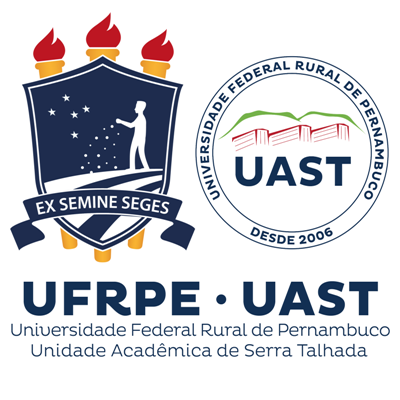 EX SEMINE SEGES
UNIVERSIDADE FEDERAL RURAL DE PERNAMBUCO
UAST
DESDE 2006
UFRPE · UAST
Universidade Federal Rural de Pernambuco
Unidade Acadêmica de Serra Talhada